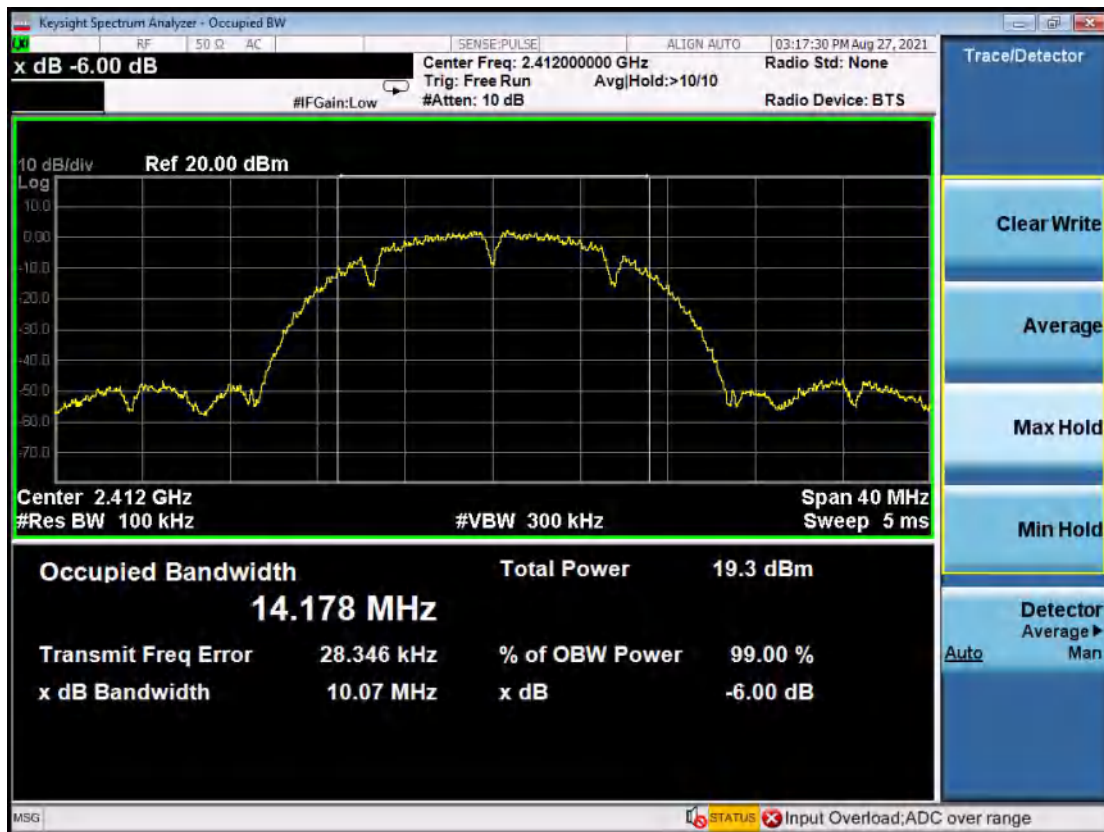 Keysight Spectrum Analyzer - Occupied BW
LXI RF 50 Ω AC SENSE:PULSE ALIGN AUTO 03:17:30 PM Aug 27, 2021
x dB -6.00 dB
Center Freq: 2.412000000 GHz
Radio Std: None
Trig: Free Run Avg|Hold:>10/10
#IFGain:Low #Atten: 10 dB Radio Device: BTS
Trace/Detector
10 dB/div Ref 20.00 dBm
Log
10.0
0.00
-10.0
-20.0
-30.0
-40.0
-50.0
-60.0
-70.0
Center 2.412 GHz Span 40 MHz
#Res BW 100 kHz #VBW 300 kHz Sweep 5 ms
Occupied Bandwidth Total Power 19.3 dBm
14.178 MHz
Transmit Freq Error 28.346 kHz % of OBW Power 99.00 %
x dB Bandwidth 10.07 MHz x dB -6.00 dB
Clear Write
Average
Max Hold
Min Hold
Detector
Average▶
Auto Man
MSG STATUS Input Overload;ADC over range